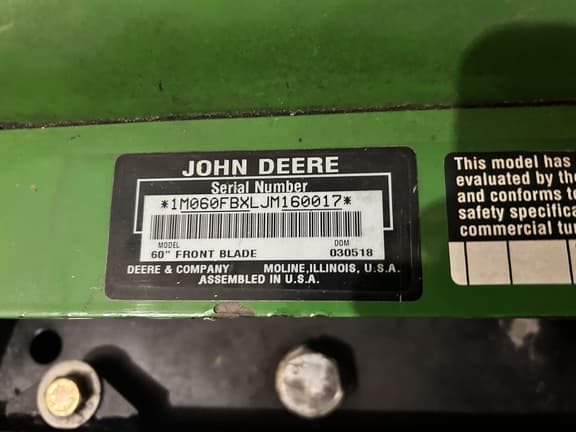 JOHN DEERE
Serial Number
*1M060FBXLJM160017*
MODEL DOM
60" FRONT BLADE 030518
DEERE & COMPANY MOLINE, ILLINOIS, U.S.A.
ASSEMBLED IN U.S.A.
This model has
evaluated by the
and conforms to
safety specifica
commercial tur